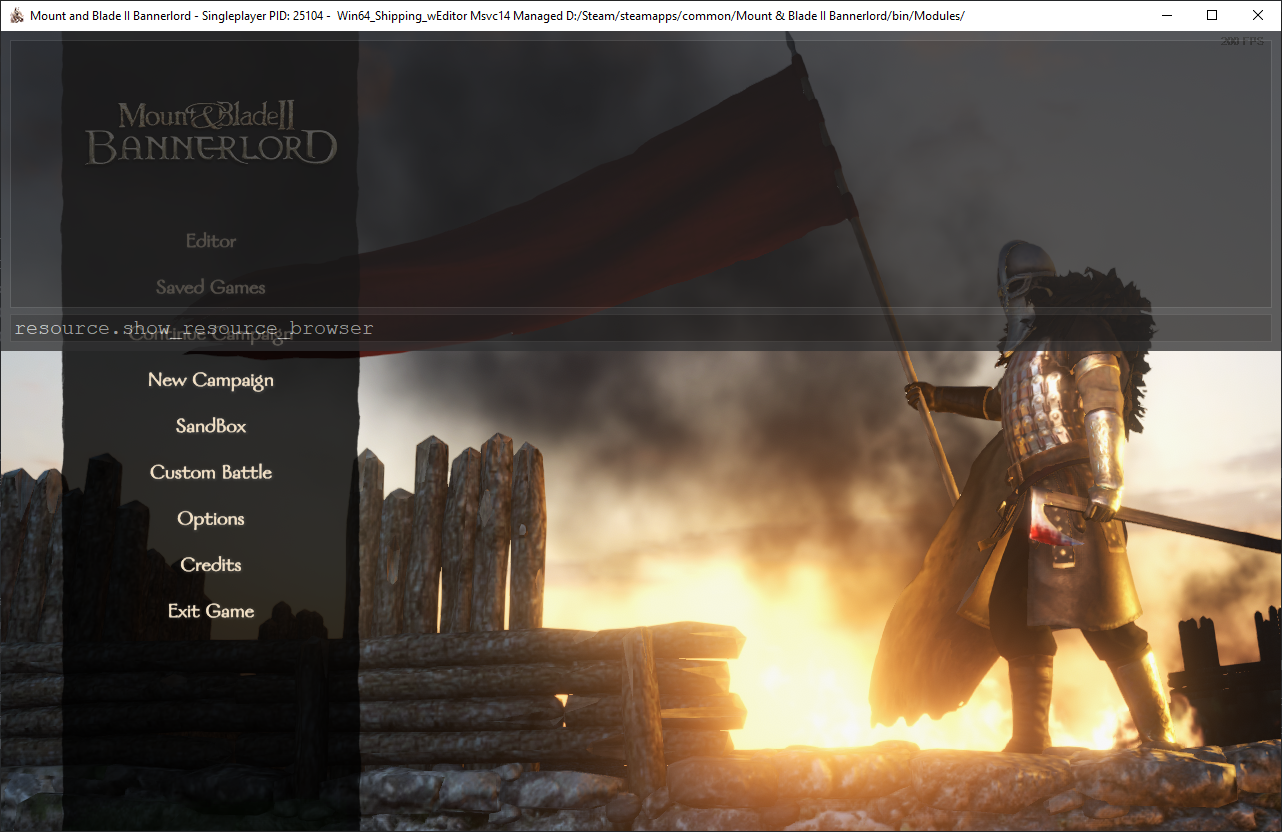 Mount and Blade II Bannerlord - Singleplayer PID: 25104 - Win64_Shipping_wEditor Msvc14 Managed D:/Steam/steamapps/common/Mount & Blade II Bannerlord/bin/Modules/
200 FPS
Mount & Blade II
BANNERLORD
Editor
Saved Games
resource.show_resource_browser
Continue Campaign
New Campaign
SandBox
Custom Battle
Options
Credits
Exit Game